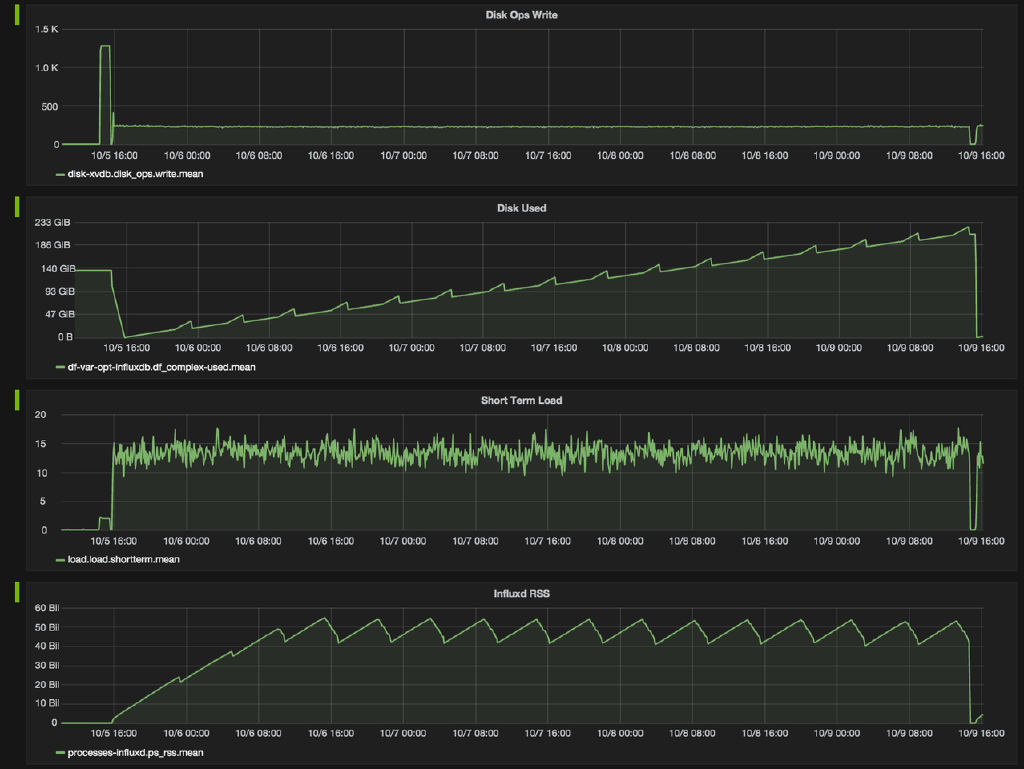 Disk Ops Write
1.5 K
1.0 K
500
0
10/5 16:00 10/6 00:00 10/6 08:00 10/6 16:00 10/7 00:00 10/7 08:00 10/7 16:00 10/8 00:00 10/8 08:00 10/8 16:00 10/9 00:00 10/9 08:00 10/9 16:00
disk-xvdb.disk_ops.write.mean
Disk Used
233 GiB
186 GiB
140 GiB
93 GiB
47 GiB
0 B
10/5 16:00 10/6 00:00 10/6 08:00 10/6 16:00 10/7 00:00 10/7 08:00 10/7 16:00 10/8 00:00 10/8 08:00 10/8 16:00 10/9 00:00 10/9 08:00 10/9 16:00
df-var-opt-influxdb.df_complex-used.mean
Short Term Load
20
15
10
5
0
10/5 16:00 10/6 00:00 10/6 08:00 10/6 16:00 10/7 00:00 10/7 08:00 10/7 16:00 10/8 00:00 10/8 08:00 10/8 16:00 10/9 00:00 10/9 08:00 10/9 16:00
load.load.shortterm.mean
Influxd RSS
60 Bil
50 Bil
40 Bil
30 Bil
20 Bil
10 Bil
0
10/5 16:00 10/6 00:00 10/6 08:00 10/6 16:00 10/7 00:00 10/7 08:00 10/7 16:00 10/8 00:00 10/8 08:00 10/8 16:00 10/9 00:00 10/9 08:00 10/9 16:00
processes-influxd.ps_rss.mean